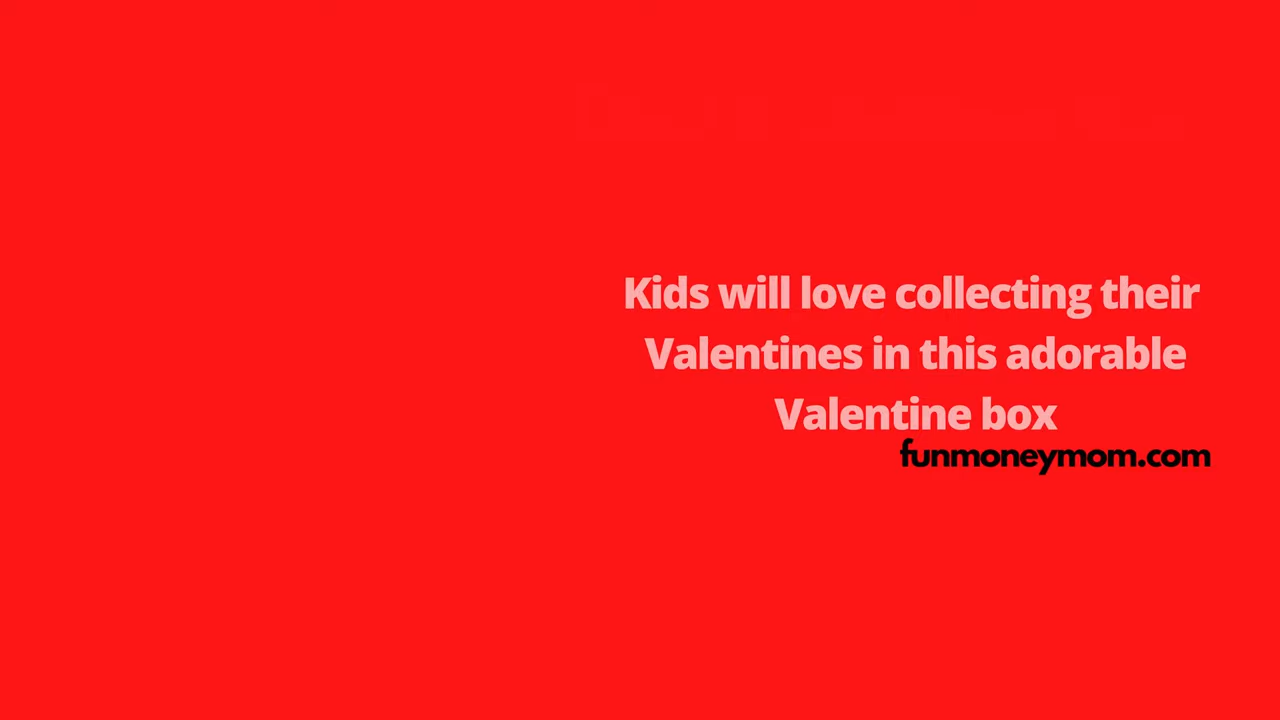 Kids will love collecting their
Valentines in this adorable
Valentine box
funmoneymom.com